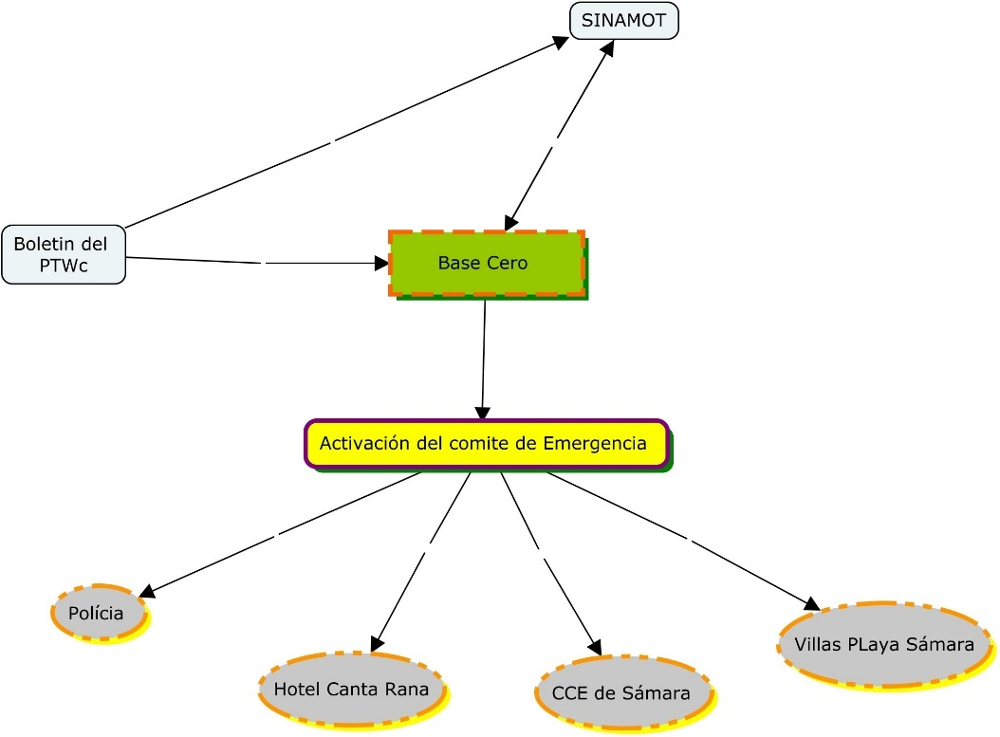 SINAMOT
Boletin del
PTWc
Base Cero
Activación del comite de Emergencia
Polícia
Hotel Canta Rana
CCE de Sámara
Villas PLaya Sámara